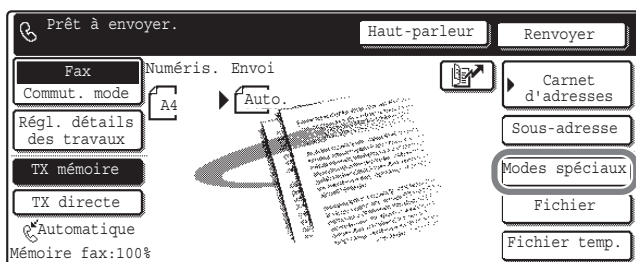 Prêt à envoyer.
Haut-parleur
Renvoyer
Fax
Commut. mode
Numéris. Envoi
A4
Auto.
Carnet
d'adresses
Régl. détails
des travaux
Sous-adresse
TX mémoire
Modes spéciaux
TX directe
Fichier
Automatique
Mémoire fax:100%
Fichier temp.